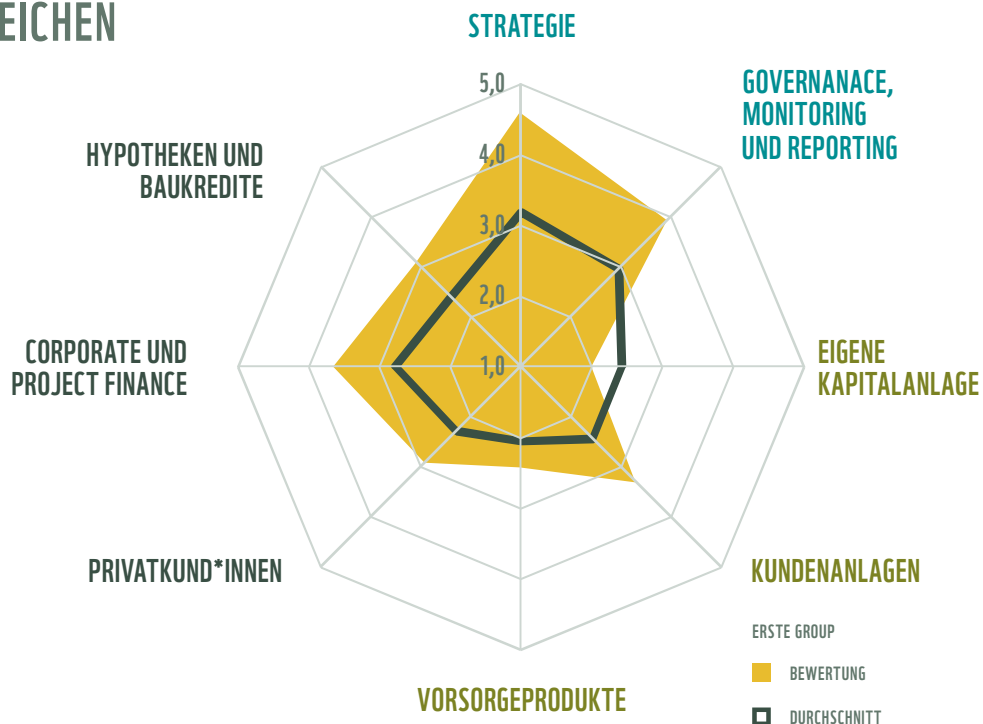 EICHEN
STRATEGIE
5,0
4,0
3,0
2,0
1,0
GOVERNANACE,
MONITORING
UND REPORTING
HYPOTHEKEN UND
BAUKREDITE
CORPORATE UND
PROJECT FINANCE
EIGENE
KAPITALANLAGE
PRIVATKUND*INNEN
KUNDENANLAGEN
VORSORGEPRODUKTE
ERSTE GROUP
BEWERTUNG
DURCHSCHNITT